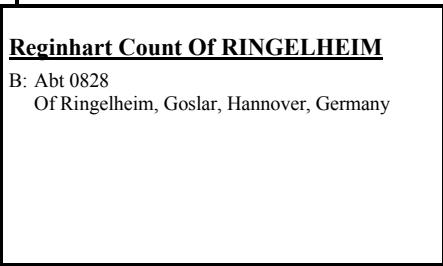 Reginhart Count Of RINGELHEIM
B: Abt 0828
Of Ringelheim, Goslar, Hannover, Germany